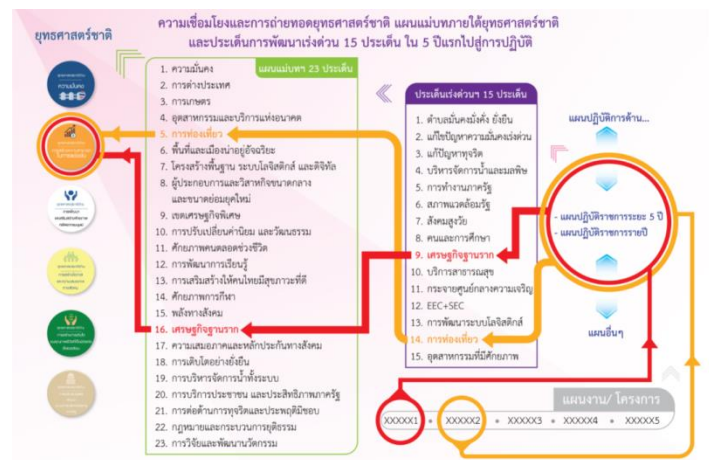 ความเชื่อมโยงและการถ่ายทอดยุทธศาสตร์ชาติ แผนแม่บทภายใต้ยุทธศาสตร์ชาติ
และประเด็นการพัฒนาเร่งด่วน 15 ประเด็น ใน 5 ปีแรกไปสู่การปฏิบัติ
ยุทธศาสตร์ชาติ
ความมั่นคง
แผนแม่บทฯ 23 ประเด็น
1. ความมั่นคง
2. การต่างประเทศ
3. การเกษตร
4. อุตสาหกรรมและบริการแห่งอนาคต
5. การท่องเที่ยว
6. พื้นที่และเมืองน่าอยู่อัจฉริยะ
7. โครงสร้างพื้นฐาน ระบบโลจิสติกส์ และดิจิทัล
8. ผู้ประกอบการและวิสาหกิจขนาดกลาง
และขนาดย่อมยุคใหม่
9. เขตเศรษฐกิจพิเศษ
10. การปรับเปลี่ยนค่านิยม และวัฒนธรรม
11. ศักยภาพคนตลอดช่วงชีวิต
12. การพัฒนาการเรียนรู้
13. การเสริมสร้างให้คนไทยมีสุขภาวะที่ดี
14. ศักยภาพการกีฬา
15. พลังทางสังคม
16. เศรษฐกิจฐานราก
17. ความเสมอภาคและหลักประกันทางสังคม
18. การเติบโตอย่างยั่งยืน
19. การบริหารจัดการน้ำทั้งระบบ
20. การบริการประชาชน และประสิทธิภาพภาครัฐ
21. การต่อต้านการทุจริตและประพฤติมิชอบ
22. กฎหมายและกระบวนการยุติธรรม
23. การวิจัยและพัฒนานวัตกรรม
ประเด็นเร่งด่วนฯ 15 ประเด็น
1. ตำบลมั่นคงมั่งคั่ง ยั่งยืน
2. แก้ไขปัญหาความมั่นคงเร่งด่วน
3. แก้ปัญหาทุจริต
4. บริหารจัดการน้ำและมลพิษ
5. การทำงานภาครัฐ
6. สภาพแวดล้อมรัฐ
7. สังคมสูงวัย
8. คนและการศึกษา
9. เศรษฐกิจฐานราก
10. บริการสาธารณสุข
11. กระจายศูนย์กลางความเจริญ
12. EEC+SEC
13. การพัฒนาระบบโลจิสติกส์
14. การท่องเที่ยว
15. อุตสาหกรรมที่มีศักยภาพ
แผนปฏิบัติการด้าน...
- แผนปฏิบัติราชการระยะ 5 ปี
- แผนปฏิบัติราชการรายปี
แผนอื่นๆ
แผนงาน/ โครงการ
XXXXX1 • XXXXX2 • XXXXX3 • XXXXX4 • XXXXX5